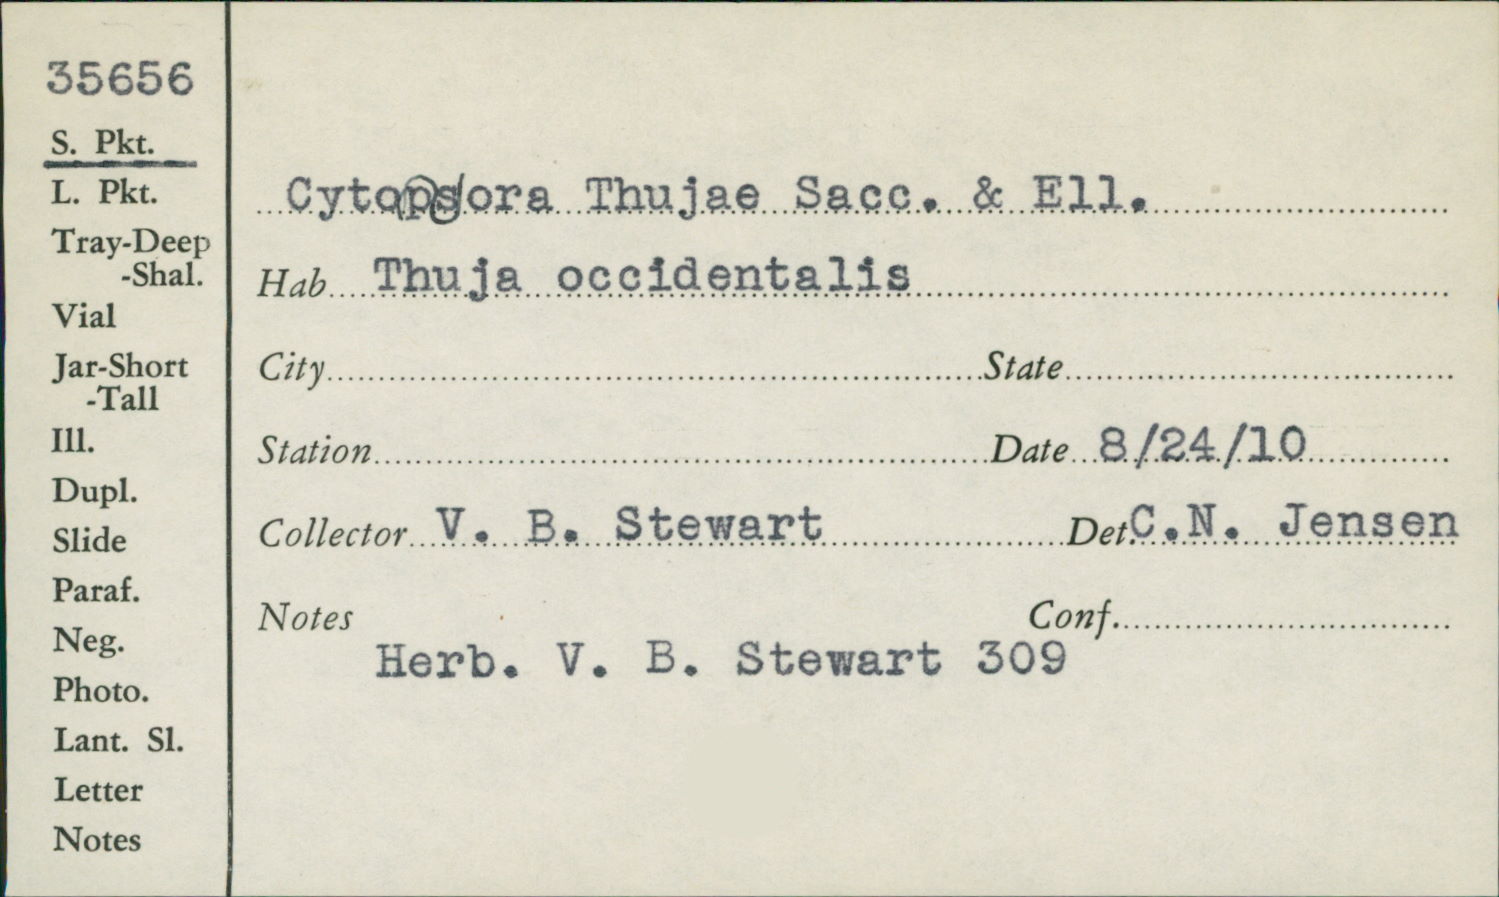 35656
S. Pkt.
L. Pkt.
Tray-Deep
-Shal.
Vial
Jar-Short
-Tall
Ill.
Dupl.
Slide
Paraf.
Neg.
Photo.
Lant. Sl.
Letter
Notes
Cytopsora Thujae Sacc. & Ell.
Hab Thuja occidentalis
City State
Station Date 8/24/10
Collector V. B. Stewart Det. C.N. Jensen
Notes Conf.
Herb. V. B. Stewart 309